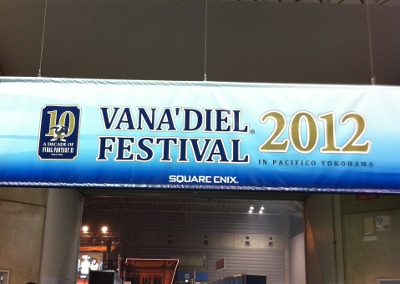 10
A DECADE OF
FINAL FANTASY XI
VANA'DIEL
FESTIVAL
2012
IN PACIFICO YOKOHAMA
SQUARE ENIX